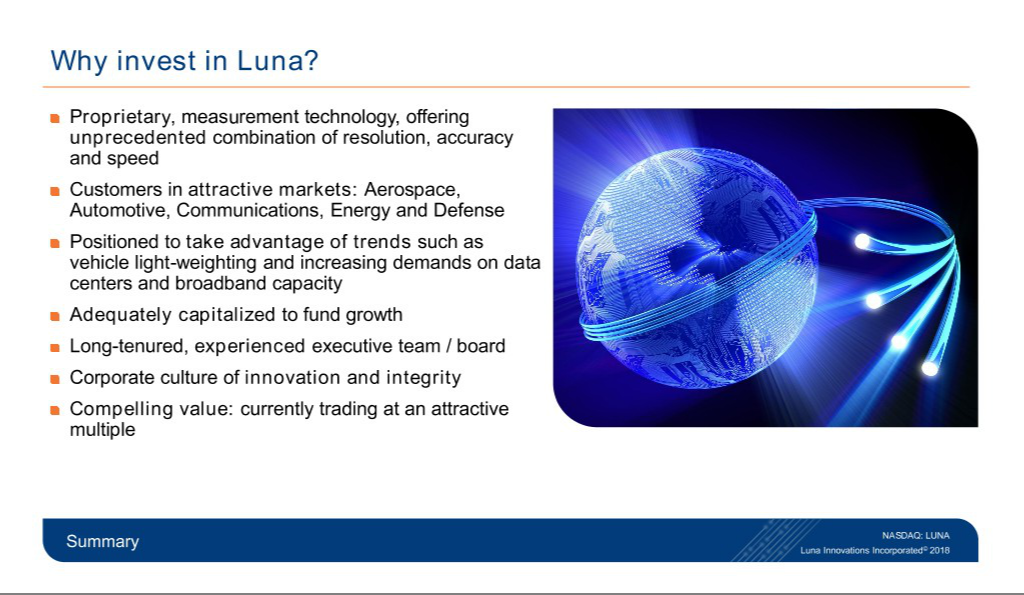 Why invest in Luna?
Proprietary, measurement technology, offering
unprecedented combination of resolution, accuracy
and speed
Customers in attractive markets: Aerospace,
Automotive, Communications, Energy and Defense
Positioned to take advantage of trends such as
vehicle light-weighting and increasing demands on data
centers and broadband capacity
Adequately capitalized to fund growth
Long-tenured, experienced executive team / board
Corporate culture of innovation and integrity
Compelling value: currently trading at an attractive
multiple
Summary
NASDAQ: LUNA
Luna Innovations Incorporated© 2018